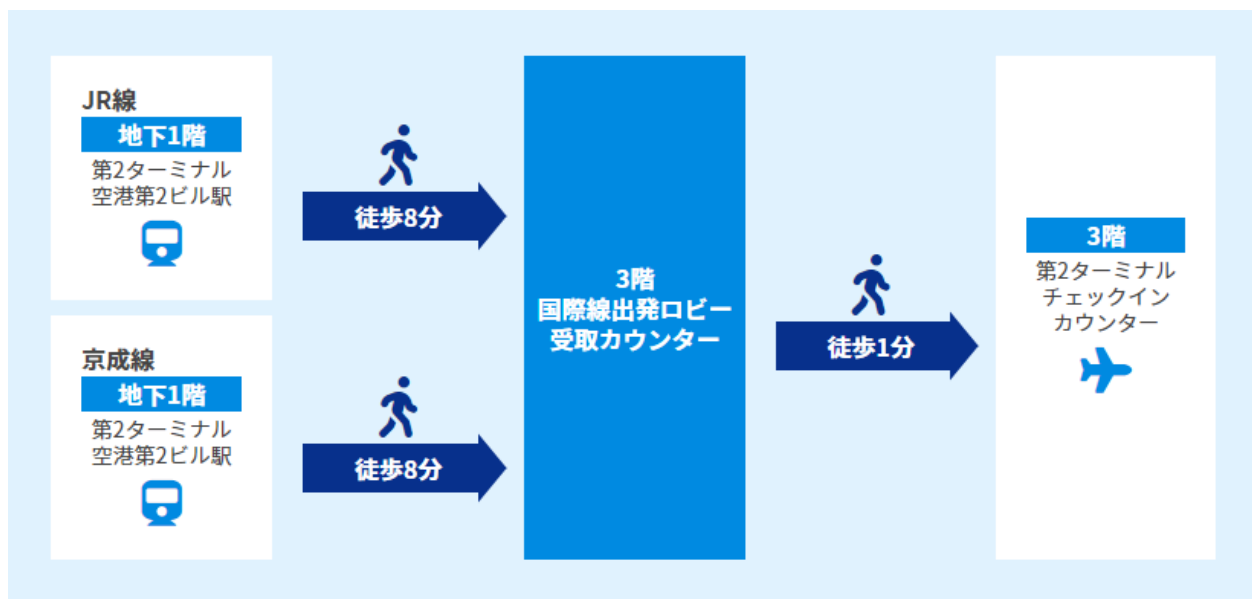 JR線
地下1階
第2ターミナル
空港第2ビル駅
徒歩8分
京成線
地下1階
第2ターミナル
空港第2ビル駅
徒歩8分
3階
国際線出発ロビー
受取カウンター
徒歩1分
3階
第2ターミナル
チェックイン
カウンター